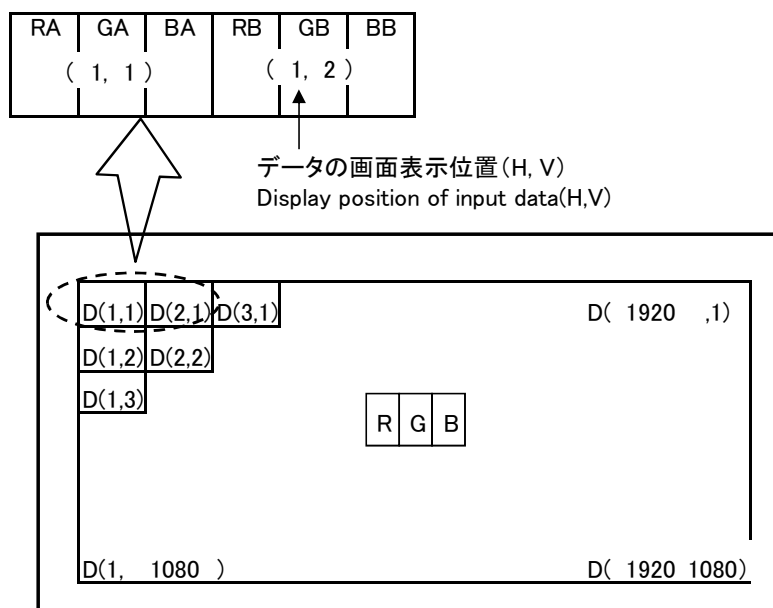 RA GA BA RB GB BB
( 1, 1 ) ( 1, 2 )
データの画面表示位置(H, V)
Display position of input data(H,V)
D(1,1) D(2,1) D(3,1) D( 1920 ,1)
D(1,2) D(2,2)
D(1,3)
R G B
D(1, 1080 ) D( 1920 1080)